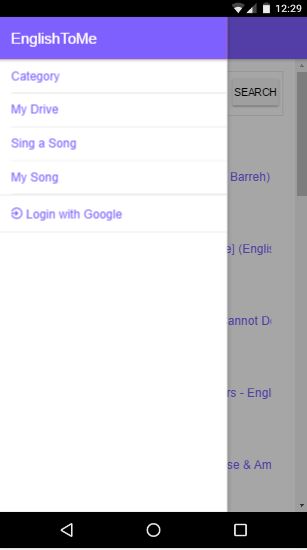 12:29
EnglishToMe
Category
SEARCH
My Drive
Sing a Song
My Song
Barreh)
Login with Google
e] (Englis
annot De
rs - Engl
se & Am